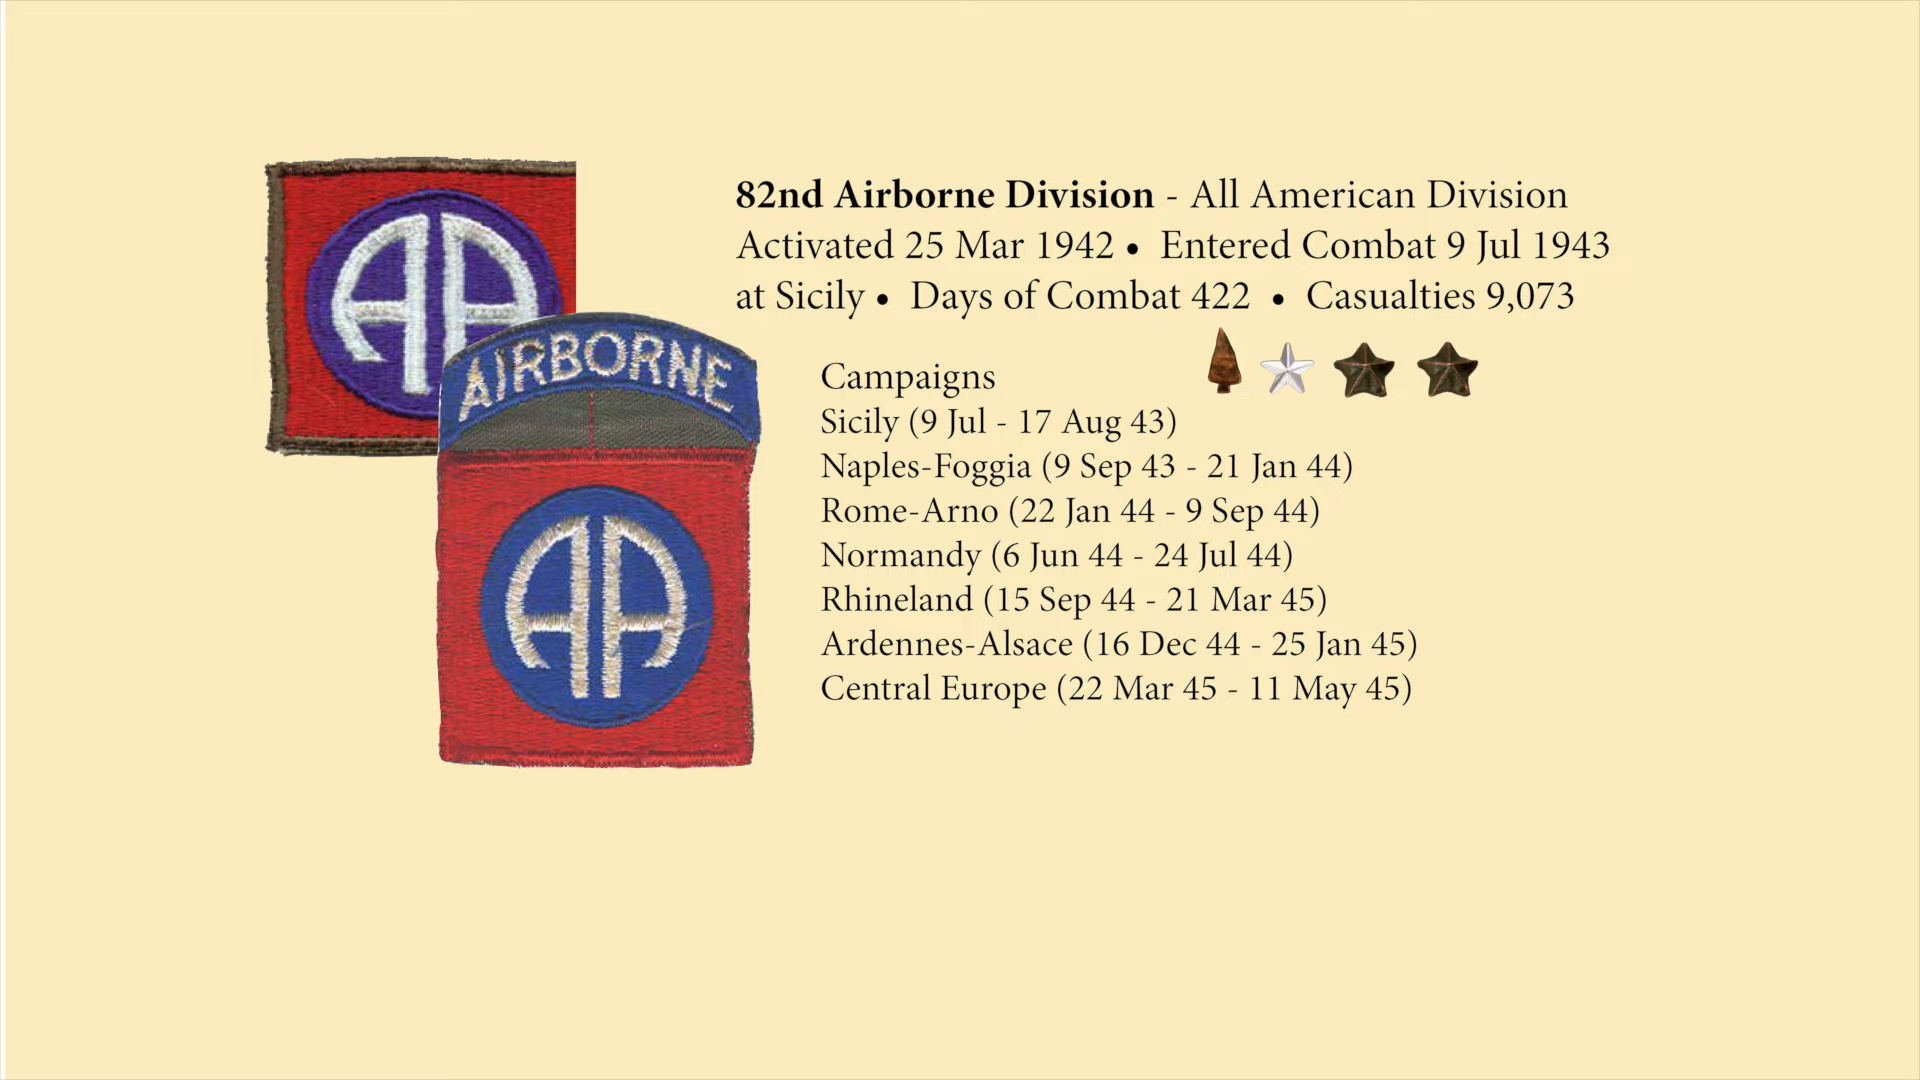 AA
AIRBORNE
AA
82nd Airborne Division - All American Division
Activated 25 Mar 1942 • Entered Combat 9 Jul 1943
at Sicily • Days of Combat 422 • Casualties 9,073
Campaigns
Sicily (9 Jul - 17 Aug 43)
Naples-Foggia (9 Sep 43 - 21 Jan 44)
Rome-Arno (22 Jan 44 - 9 Sep 44)
Normandy (6 Jun 44 - 24 Jul 44)
Rhineland (15 Sep 44 - 21 Mar 45)
Ardennes-Alsace (16 Dec 44 - 25 Jan 45)
Central Europe (22 Mar 45 - 11 May 45)